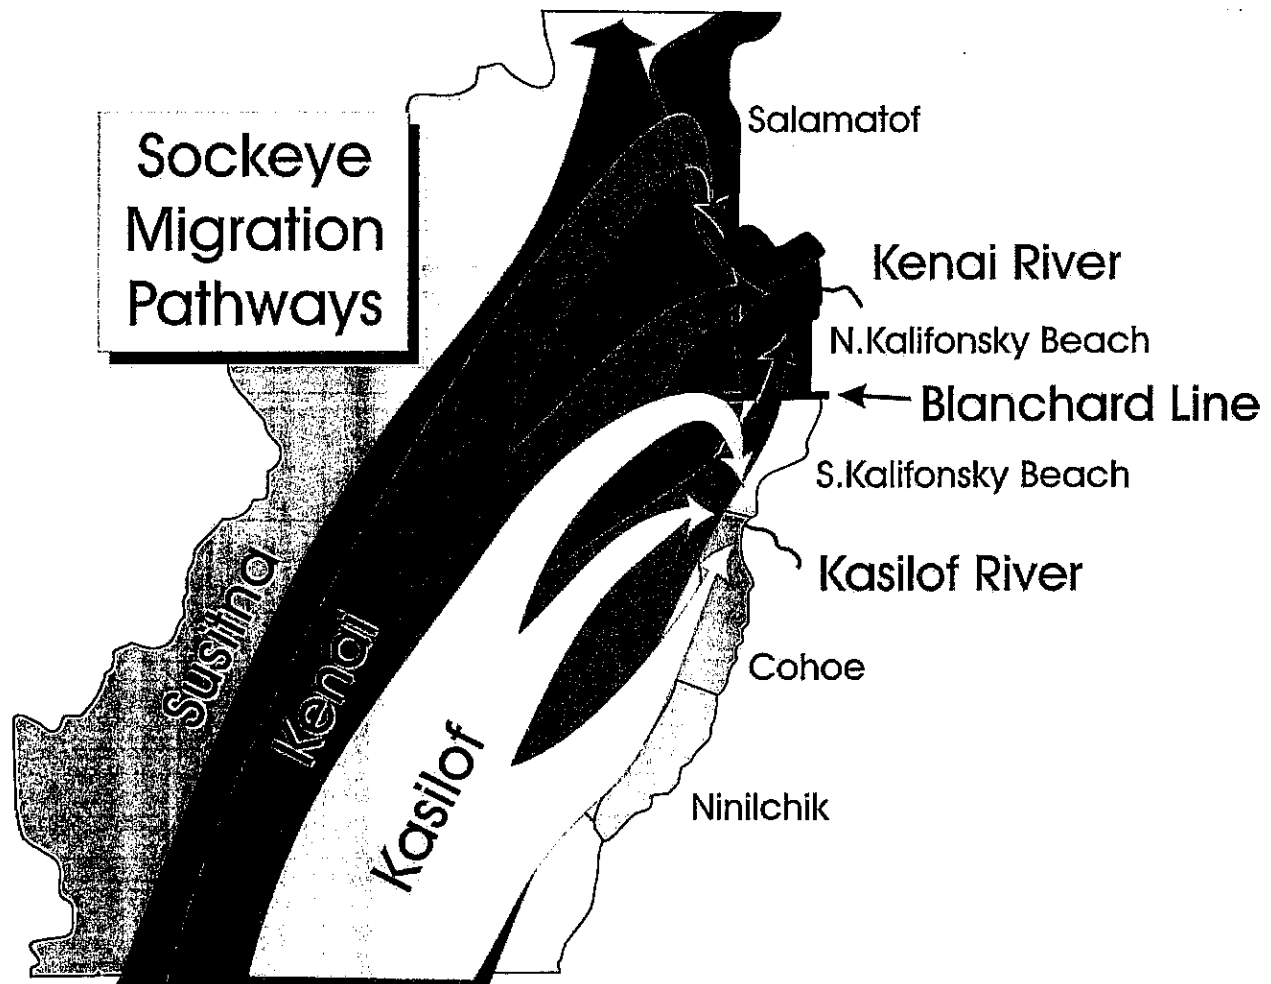 Sockeye
Migration
Pathways
Salamatof
Kenai River
N.Kalifonsky Beach
Blanchard Line
S.Kalifonsky Beach
Kasilof River
Cohoe
Ninilchik
Susitna
Kenai
Kasilof